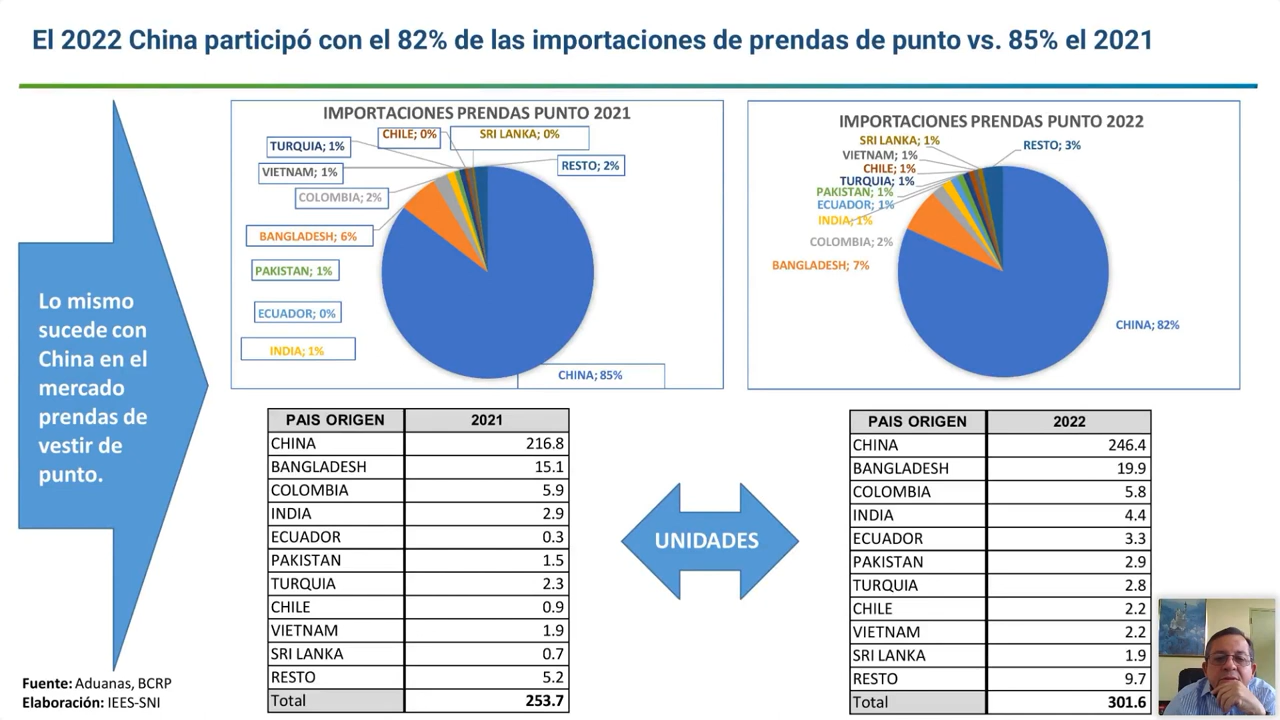 El 2022 China participó con el 82% de las importaciones de prendas de punto vs. 85% el 2021
Lo mismo
sucede con
China en el
mercado
prendas de
vestir de
punto.
IMPORTACIONES PRENDAS PUNTO 2021
CHILE; 0%
SRI LANKA; 0%
TURQUIA; 1%
RESTO; 2%
VIETNAM; 1%
COLOMBIA; 2%
BANGLADESH; 6%
PAKISTAN; 1%
ECUADOR; 0%
INDIA; 1%
CHINA; 85%
IMPORTACIONES PRENDAS PUNTO 2022
SRI LANKA; 1%
RESTO; 3%
VIETNAM; 1%
CHILE; 1%
TURQUIA; 1%
PAKISTAN; 1%
ECUADOR; 1%
INDIA; 1%
COLOMBIA; 2%
BANGLADESH; 7%
CHINA; 82%
PAIS ORIGEN 2021
CHINA 216.8
BANGLADESH 15.1
COLOMBIA 5.9
INDIA 2.9
ECUADOR 0.3
PAKISTAN 1.5
TURQUIA 2.3
CHILE 0.9
VIETNAM 1.9
SRI LANKA 0.7
RESTO 5.2
Total 253.7
UNIDADES
PAIS ORIGEN 2022
CHINA 246.4
BANGLADESH 19.9
COLOMBIA 5.8
INDIA 4.4
ECUADOR 3.3
PAKISTAN 2.9
TURQUIA 2.8
CHILE 2.2
VIETNAM 2.2
SRI LANKA 1.9
RESTO 9.7
Total 301.6
Fuente: Aduanas, BCRP
Elaboración: IEES-SNI